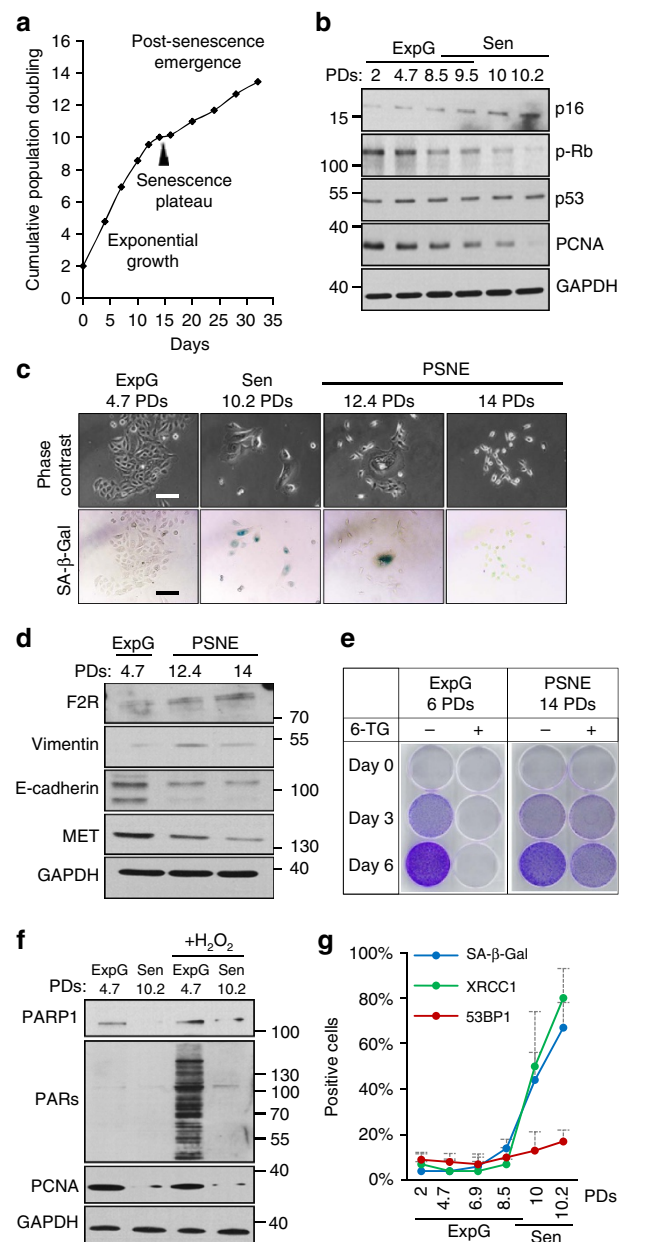 a
Cumulative population doubling
16
14
12
10
8
6
4
2
0
Post-senescence
emergence
Senescence
plateau
Exponential
growth
0 5 10 15 20 25 30 35
Days
b
ExpG Sen
PDs: 2 4.7 8.5 9.5 10 10.2
15 p16
100 p-Rb
55 p53
40 PCNA
40 GAPDH
c
ExpG Sen PSNE
4.7 PDs 10.2 PDs 12.4 PDs 14 PDs
Phase
contrast
SA-β-Gal
d
ExpG PSNE
PDs: 4.7 12.4 14
F2R 70
Vimentin 55
E-cadherin 100
MET 130
GAPDH 40
e
ExpG PSNE
6 PDs 14 PDs
6-TG – + – +
Day 0
Day 3
Day 6
f
+H₂O₂
ExpG Sen ExpG Sen
PDs: 4.7 10.2 4.7 10.2
PARP1 100
PARs
130
100
70
55
PCNA 40
GAPDH 40
g
Positive cells
100%
80%
60%
40%
20%
0%
SA-β-Gal
XRCC1
53BP1
2 4.7 6.9 8.5 10 10.2 PDs
ExpG Sen